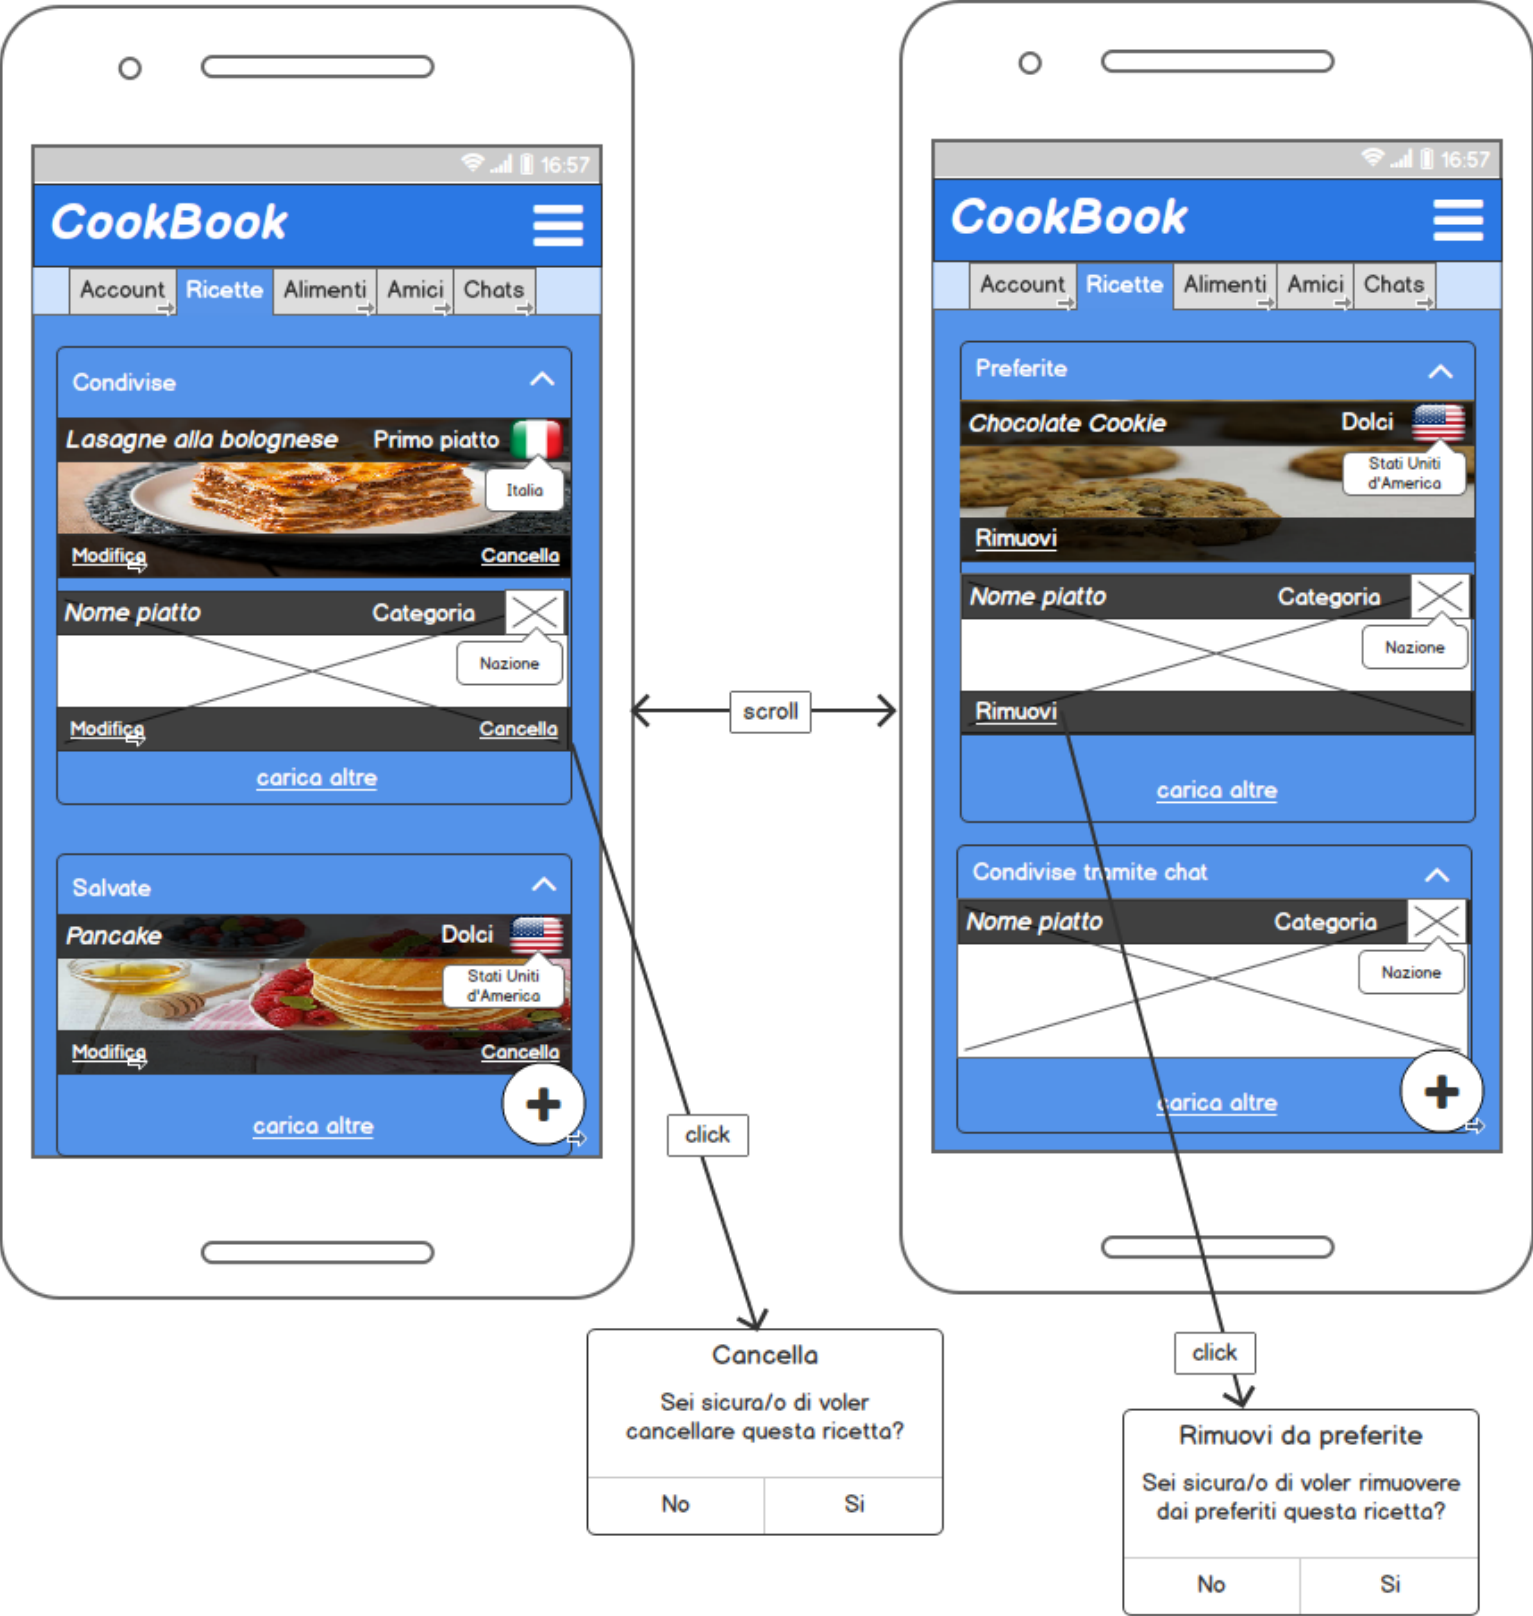 16:57
CookBook
Account Ricette Alimenti Amici Chats
Condivise
Lasagne alla bolognese Primo piatto
Italia
Modifica Cancella
Nome piatto Categoria
Nazione
Modifica Cancella
carica altre
Salvate
Pancake Dolci
Stati Uniti
d'America
Modifica Cancella
carica altre
scroll
16:57
CookBook
Account Ricette Alimenti Amici Chats
Preferite
Chocolate Cookie Dolci
Stati Uniti
d'America
Rimuovi
Nome piatto Categoria
Nazione
Rimuovi
carica altre
Condivise tramite chat
Nome piatto Categoria
Nazione
carica altre
click
Cancella
Sei sicura/o di voler
cancellare questa ricetta?
No Si
click
Rimuovi da preferite
Sei sicura/o di voler rimuovere
dai preferiti questa ricetta?
No Si